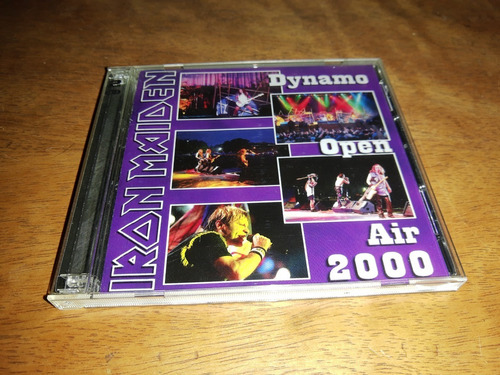 IRON MAIDEN
Dynamo
Open
Air
2000